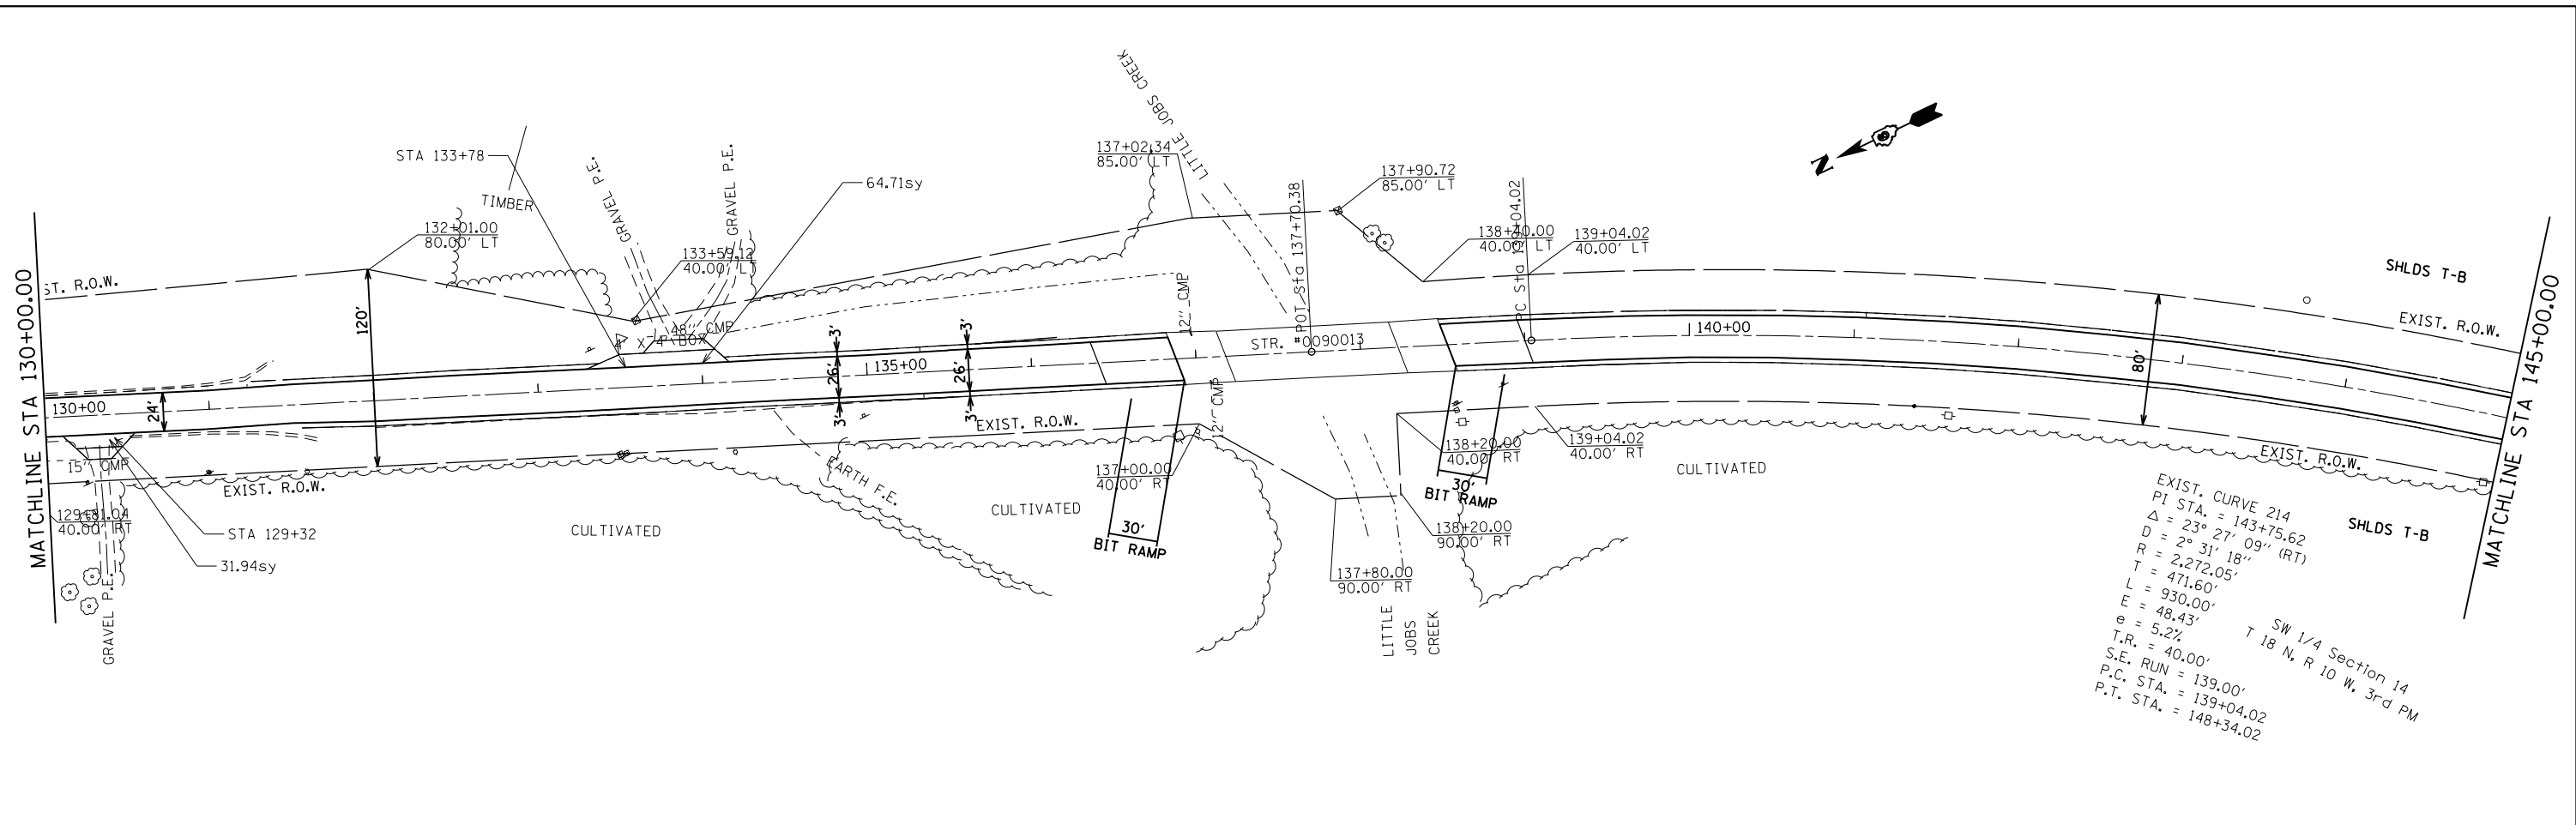 LITTLE JOBS CREEK
STA 133+78
TIMBER
GRAVEL P.E.
GRAVEL P.E.
64.71sy
137+02.34
85.00' LT
137+90.72
85.00' LT
N
132+01.00
80.00' LT
133+59.12
40.00' LT
POT Sta 137+70.38
PC Sta 139+04.02
138+40.00
40.00' LT
139+04.02
40.00' LT
SHLDS T-B
EXIST. R.O.W.
MATCHLINE STA 130+00.00
ST. R.O.W.
120'
48" CMP
4' X 4' BOX
12" CMP
STR. #0090013
140+00
80'
MATCHLINE STA 145+00.00
130+00
24'
3'
26'
3'
135+00
3'
26'
3'
EXIST. R.O.W.
12" CMP
15" CMP
EXIST. R.O.W.
129+81.04
40.00' RT
STA 129+32
31.94sy
GRAVEL P.E.
CULTIVATED
EARTH F.E.
CULTIVATED
137+00.00
40.00' RT
30'
BIT RAMP
138+20.00
40.00' RT
139+04.02
40.00' RT
30'
BIT RAMP
138+20.00
90.00' RT
137+80.00
90.00' RT
LITTLE
JOBS
CREEK
CULTIVATED
EXIST. R.O.W.
SHLDS T-B
EXIST. CURVE 214
PI STA. = 143+75.62
Δ = 23° 27' 09" (RT)
D = 2° 31' 18"
R = 2,272.05'
T = 471.60'
L = 930.00'
E = 48.43'
e = 5.2%
T.R. = 40.00'
S.E. RUN = 139.00'
P.C. STA. = 139+04.02
P.T. STA. = 148+34.02
SW 1/4 Section 14
T 18 N, R 10 W, 3rd PM